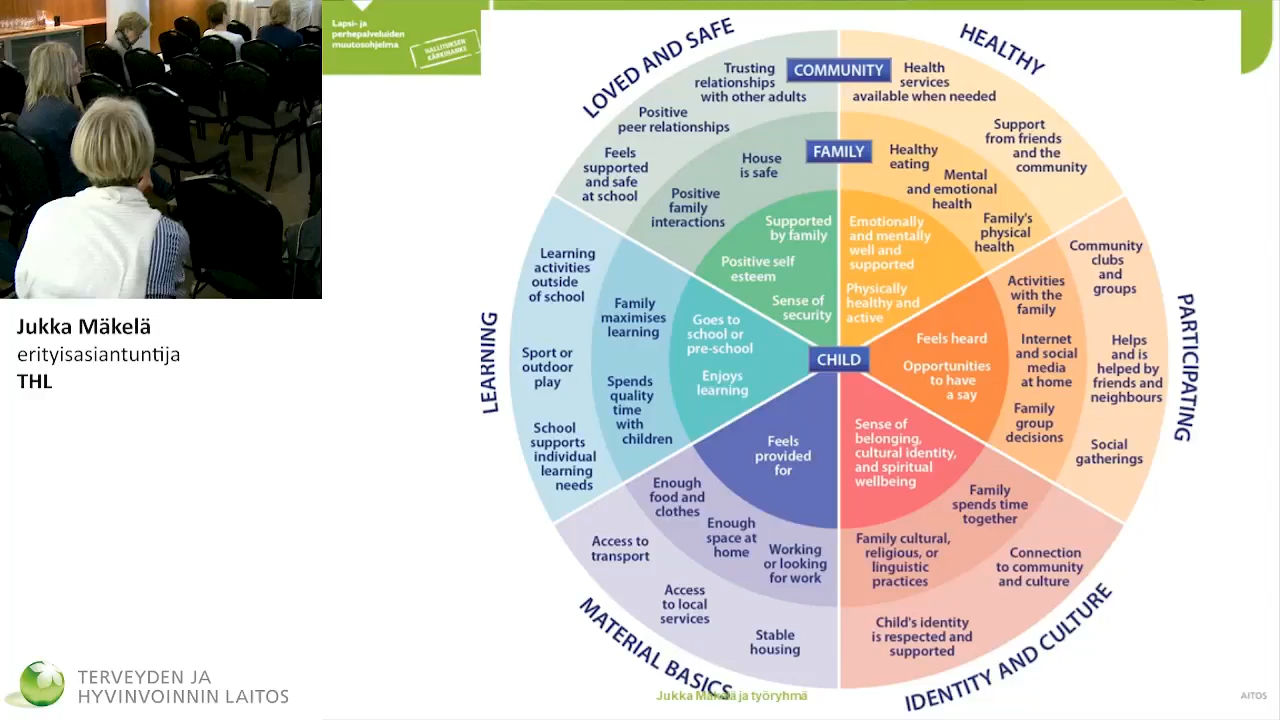 Lapsi- ja
perhepalveluiden
muutosohjelma
HALLITUKSEN
KÄRKIHANKE
Jukka Mäkelä
erityisasiantuntija
THL
TERVEYDEN JA
HYVINVOINNIN LAITOS
LOVED AND SAFE
HEALTHY
COMMUNITY
Trusting
relationships
with other adults
Positive
peer relationships
Feels
supported
and safe
at school
Health
services
available when needed
Support
from friends
and the
community
FAMILY
House
is safe
Positive
family
interactions
Healthy
eating
Mental
and emotional
health
Family's
physical
health
Supported
by family
Positive self
esteem
Sense of
security
Emotionally
and mentally
well and
supported
Physically
healthy and
active
LEARNING
Learning
activities
outside
of school
Sport or
outdoor
play
School
supports
individual
learning
needs
Family
maximises
learning
Spends
quality
time
with
children
Goes to
school or
pre-school
Enjoys
learning
CHILD
Feels heard
Opportunities
to have
a say
Activities
with the
family
Internet
and social
media
at home
Family
group
decisions
Community
clubs
and
groups
Helps
and is
helped by
friends and
neighbours
Social
gatherings
PARTICIPATING
Feels
provided
for
Enough
food and
clothes
Enough
space at
home
Working
or looking
for work
Access to
transport
Access
to local
services
Stable
housing
MATERIAL BASICS
Sense of
belonging,
cultural identity,
and spiritual
wellbeing
Family
spends time
together
Family cultural,
religious, or
linguistic
practices
Connection
to community
and culture
Child's identity
is respected and
supported
IDENTITY AND CULTURE
Jukka Mäkelä ja työryhmä
AITOS